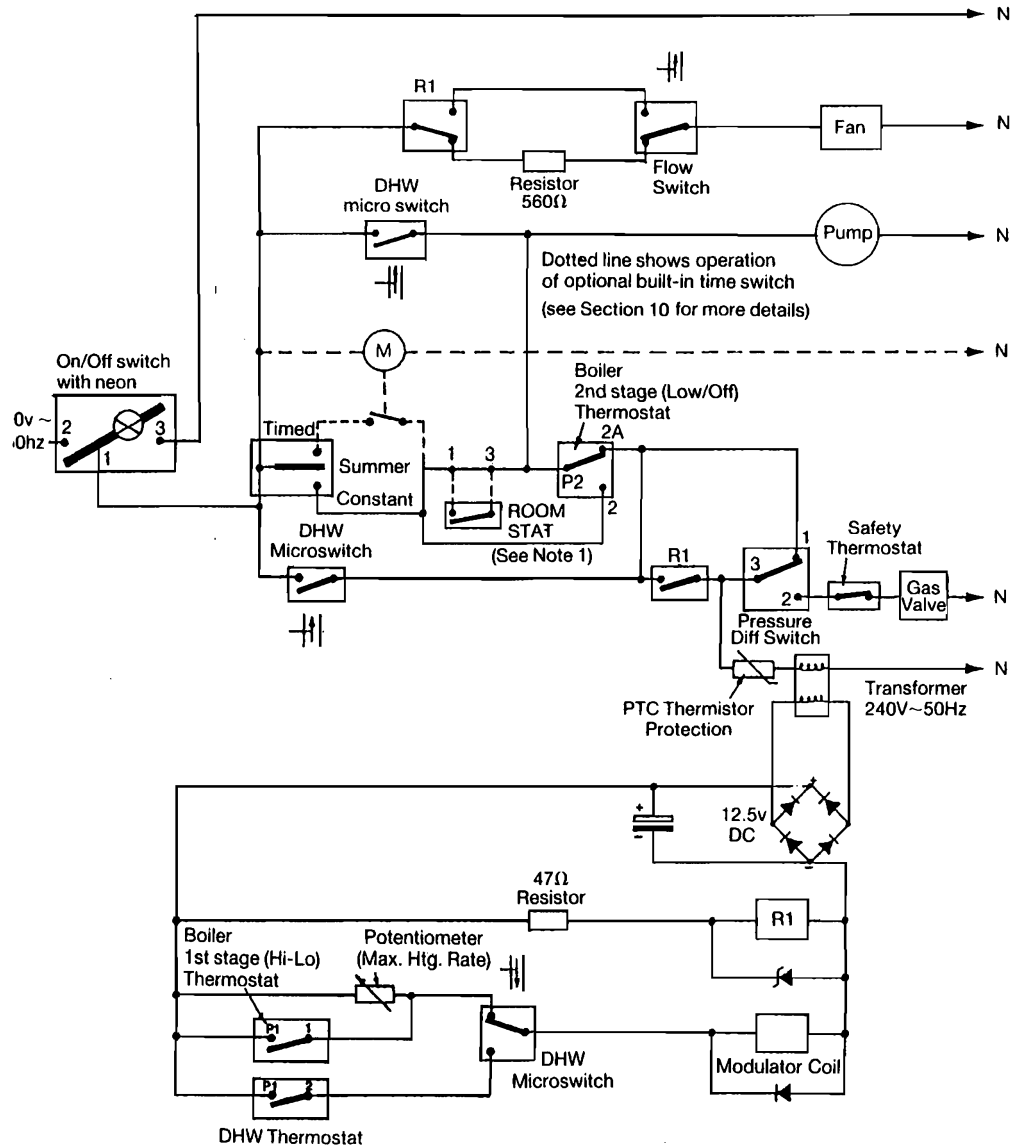 N
R1
N
Fan
Resistor
560Ω
Flow
Switch
DHW
micro switch
N
Pump
Dotted line shows operation
of optional built-in time switch
(see Section 10 for more details)
M
N
On/Off switch
with neon
0v ~
0hz
2
3
1
Boiler
2nd stage (Low/Off)
Thermostat
2A
P2
2
Timed
Summer
Constant
1
3
ROOM
STAT
(See Note 1)
DHW
Microswitch
R1
1
3
2
Pressure
Diff Switch
Safety
Thermostat
Gas
Valve
N
PTC Thermistor
Protection
N
Transformer
240V~50Hz
+
-
12.5v
DC
+
-
47Ω
Resistor
R1
Boiler
1st stage (Hi-Lo)
Thermostat
Potentiometer
(Max. Htg. Rate)
P1
1
DHW
Microswitch
Modulator Coil
P1
2
DHW Thermostat